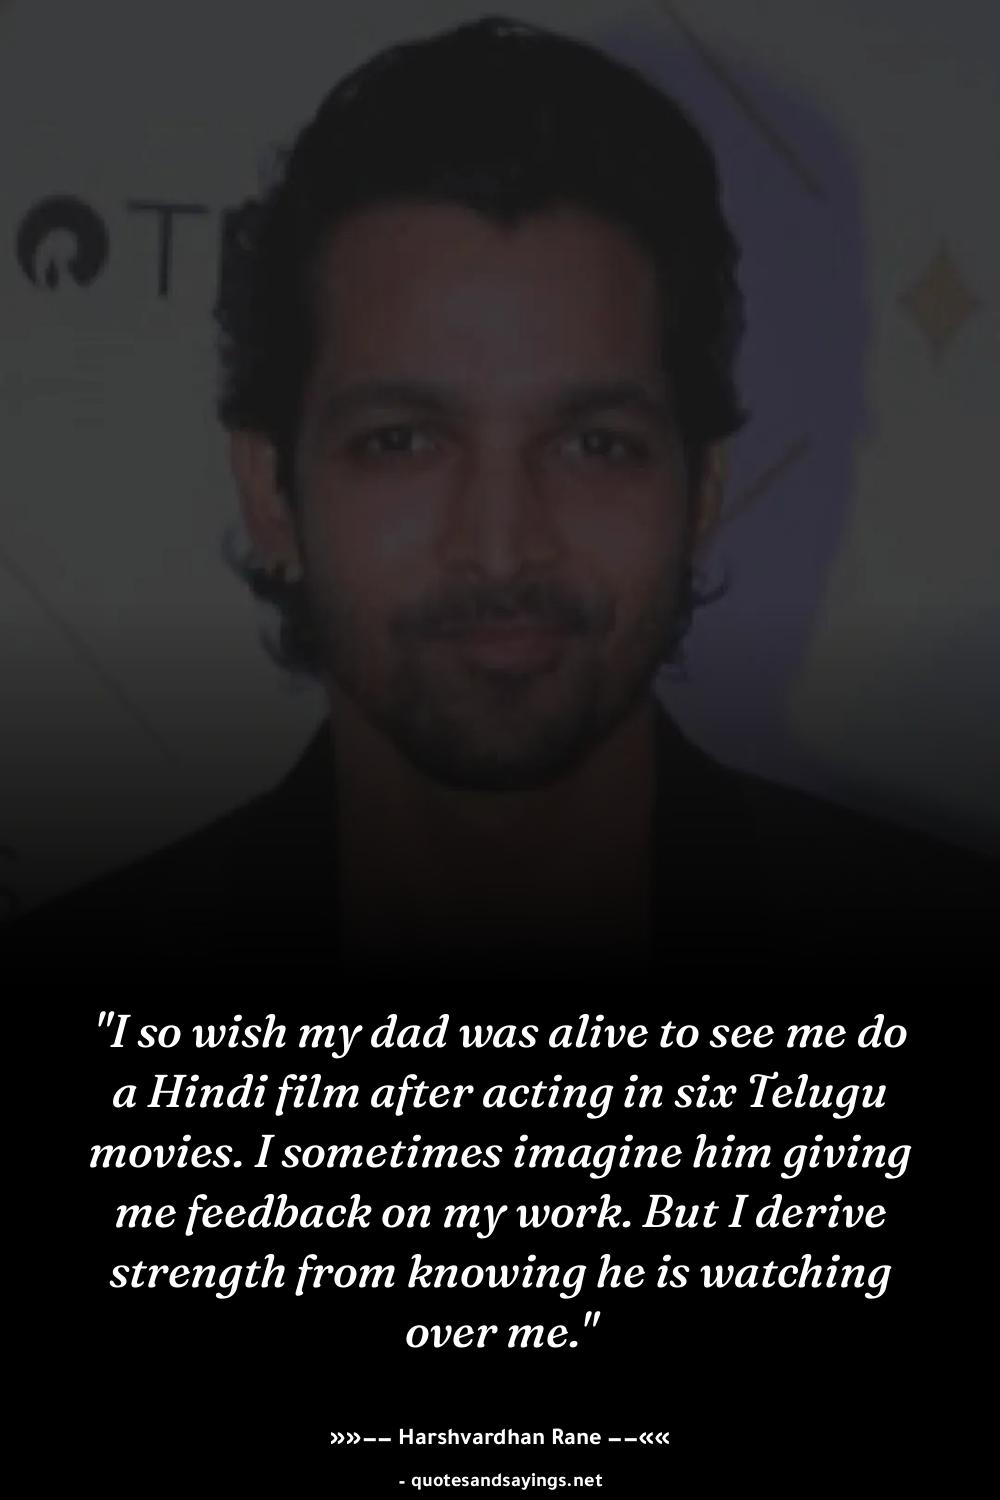 T
"I so wish my dad was alive to see me do
a Hindi film after acting in six Telugu
movies. I sometimes imagine him giving
me feedback on my work. But I derive
strength from knowing he is watching
over me."
»»–– Harshvardhan Rane ––««
- quotesandsayings.net